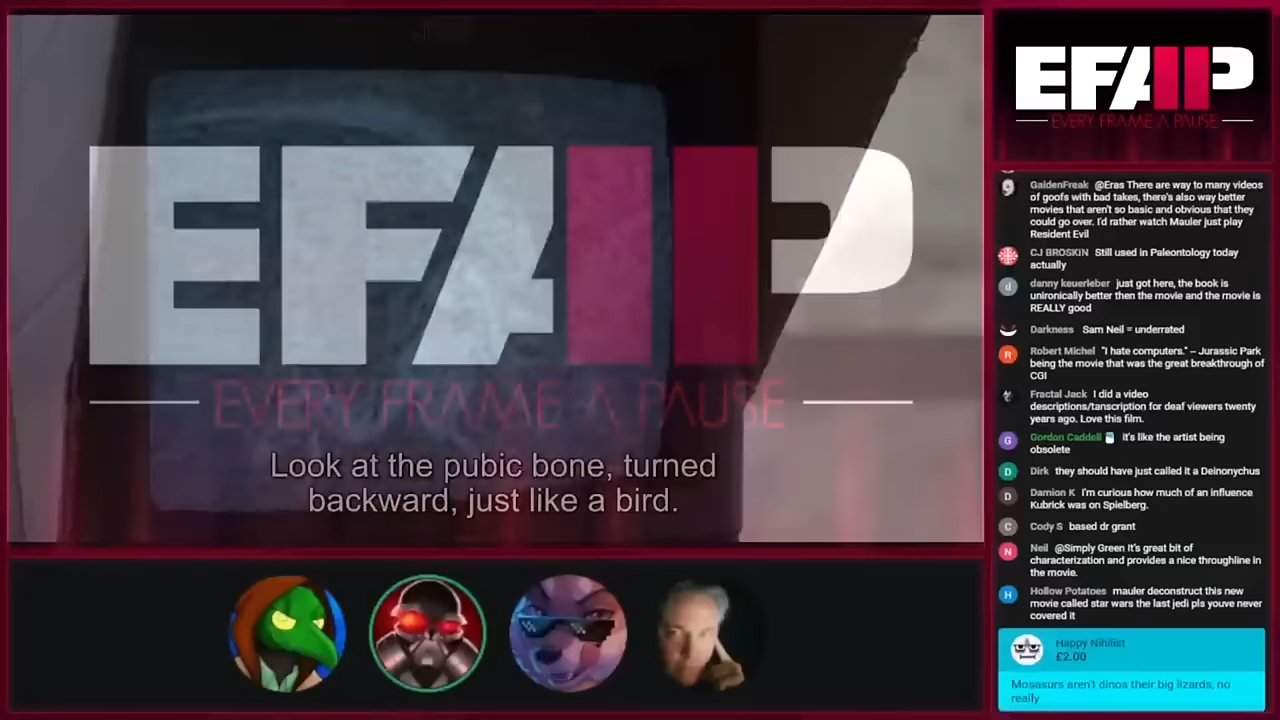 EFAP
EVERY FRAME A PAUSE
Look at the pubic bone, turned
backward, just like a bird.
EFAP
EVERY FRAME A PAUSE
GaidenFreak @Eras There are way to many videos
of goofs with bad takes, there's also way better
movies that aren't so basic and obvious that they
could go over. I'd rather watch Mauler just play
Resident Evil
CJ BROSKIN Still used in Paleontology today
actually
danny keuerleber just got here, the book is
unironically better then the movie and the movie is
REALLY good
Darkness Sam Neil = underrated
Robert Michel "I hate computers." – Jurassic Park
being the movie that was the great breakthrough of
CGI
Fractal Jack I did a video
descriptions/tanscription for deaf viewers twenty
years ago. Love this film.
Gordon Caddell it's like the artist being
obsolete
Dirk they should have just called it a Deinonychus
Damion K I'm curious how much of an influence
Kubrick was on Spielberg.
Cody S based dr grant
Neil @Simply Green It's great bit of
characterization and provides a nice throughline in
the movie.
Hollow Potatoes mauler deconstruct this new
movie called star wars the last jedi pls youve never
covered it
Happy Nihilist
£2.00
Mosasurs aren't dinos their big lizards, no
really